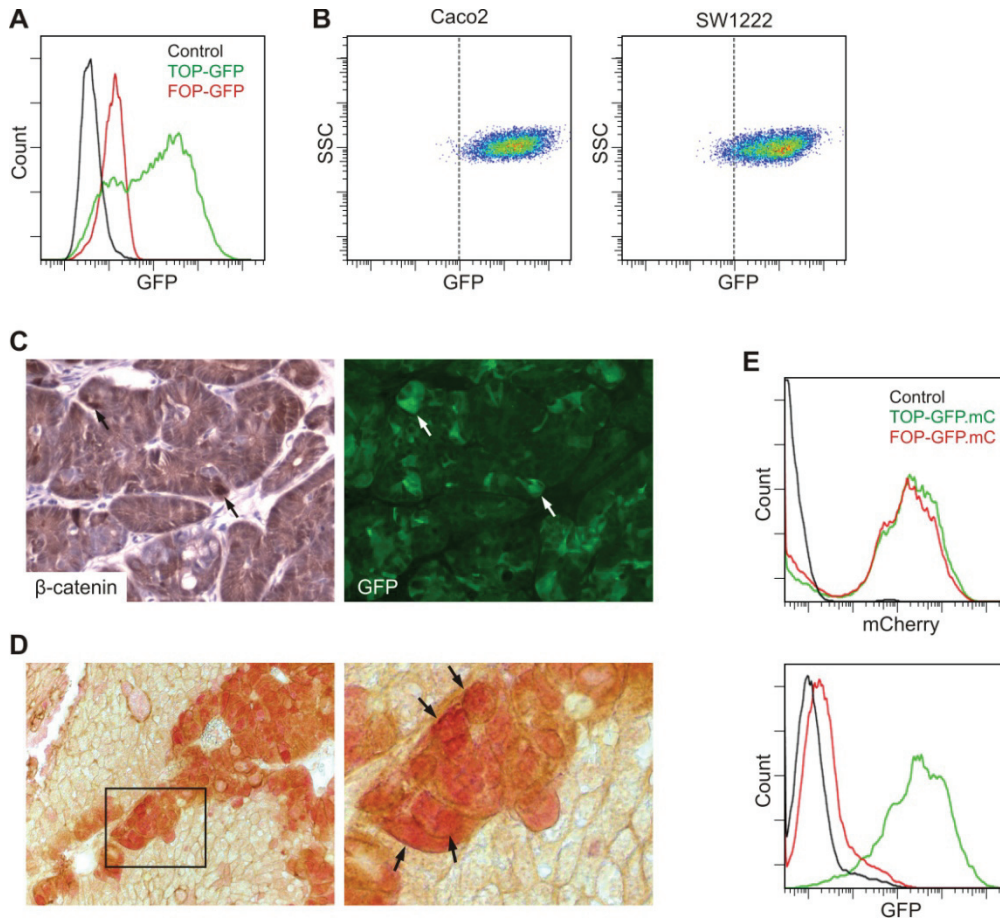 A
Control
TOP-GFP
FOP-GFP
Count
GFP
B
Caco2
SSC
GFP
SW1222
SSC
GFP
C
β-catenin
GFP
D
E
Control
TOP-GFP.mC
FOP-GFP.mC
Count
mCherry
Count
GFP